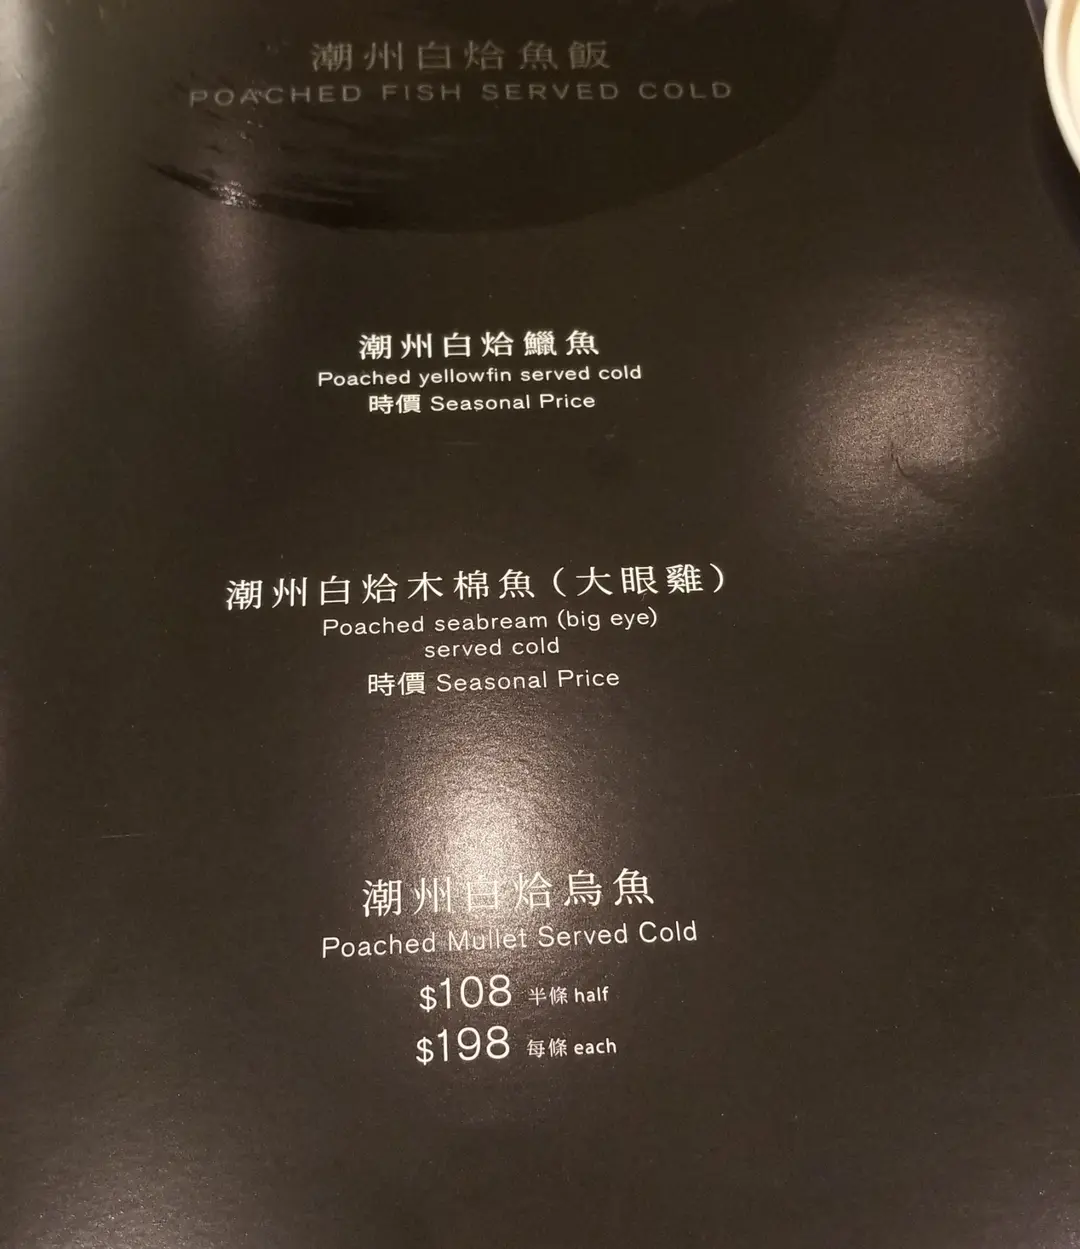 潮州白烚魚飯
POACHED FISH SERVED COLD
潮州白烚鱲魚
Poached yellowfin served cold
時價 Seasonal Price
潮州白烚木棉魚（大眼雞）
Poached seabream (big eye)
served cold
時價 Seasonal Price
潮州白烚烏魚
Poached Mullet Served Cold
$108 半條 half
$198 每條 each